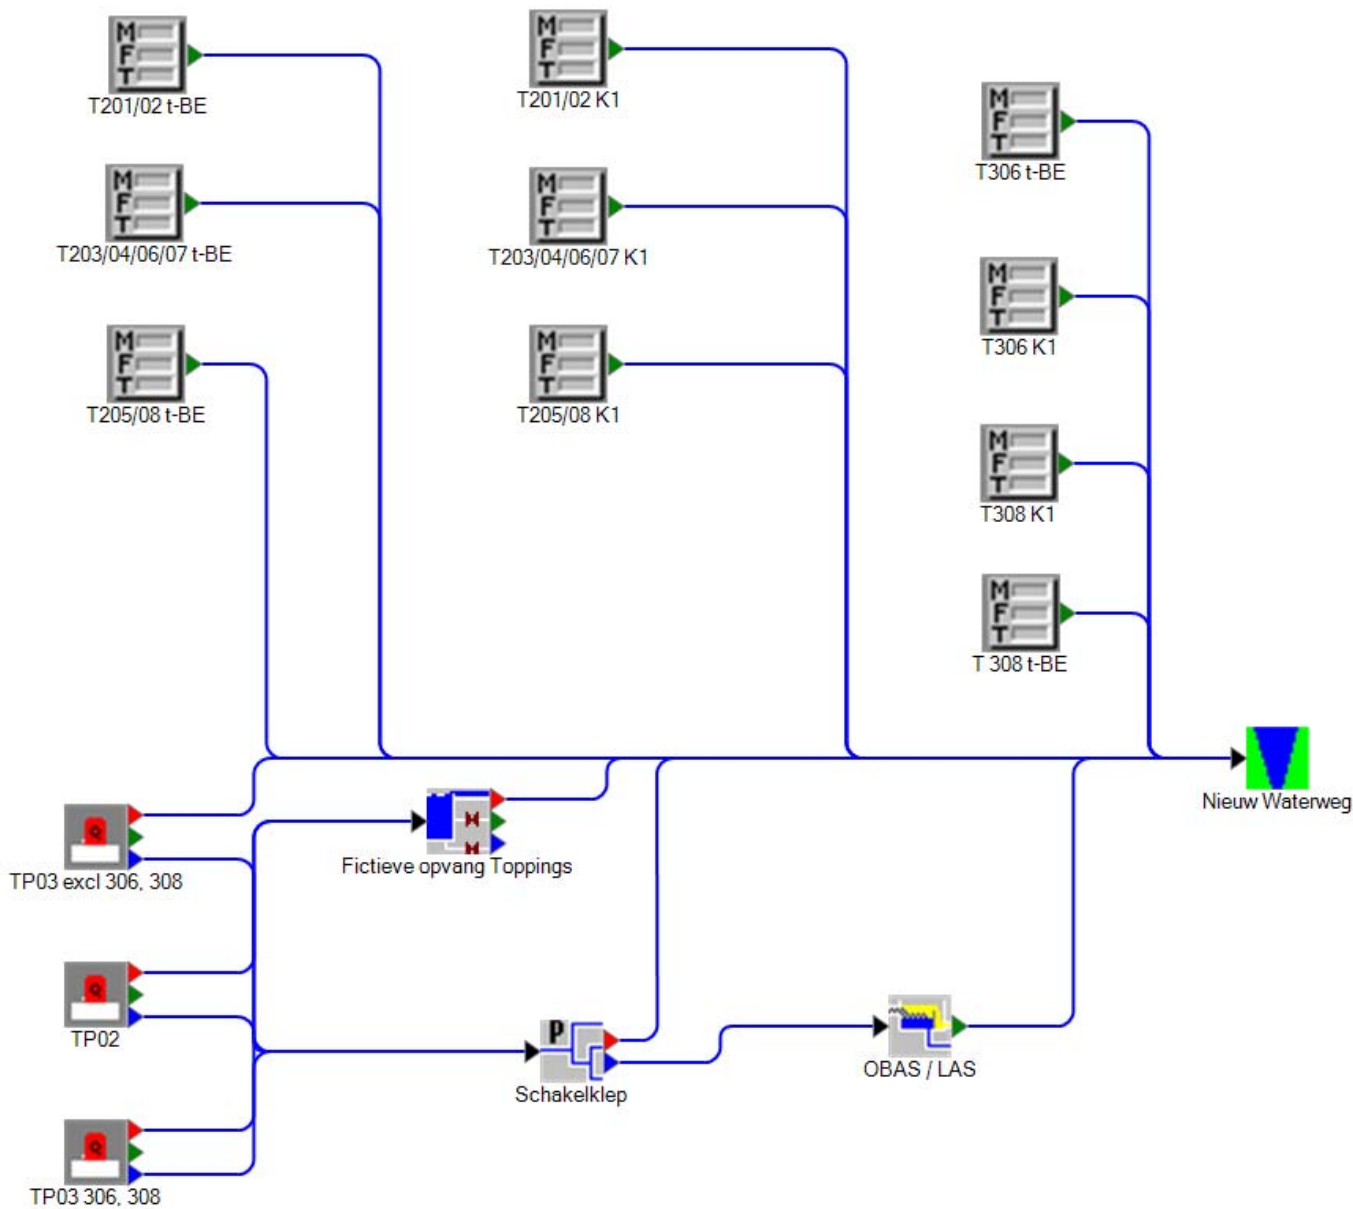 M
F
T
T201/02 t-BE
M
F
T
T201/02 K1
M
F
T
T306 t-BE
M
F
T
T203/04/06/07 t-BE
M
F
T
T203/04/06/07 K1
M
F
T
T306 K1
M
F
T
T205/08 t-BE
M
F
T
T205/08 K1
M
F
T
T308 K1
M
F
T
T 308 t-BE
Nieuw Waterweg
Q
TP03 excl 306, 308
Fictieve opvang Toppings
Q
TP02
P
Schakelklep
OBAS / LAS
Q
TP03 306, 308